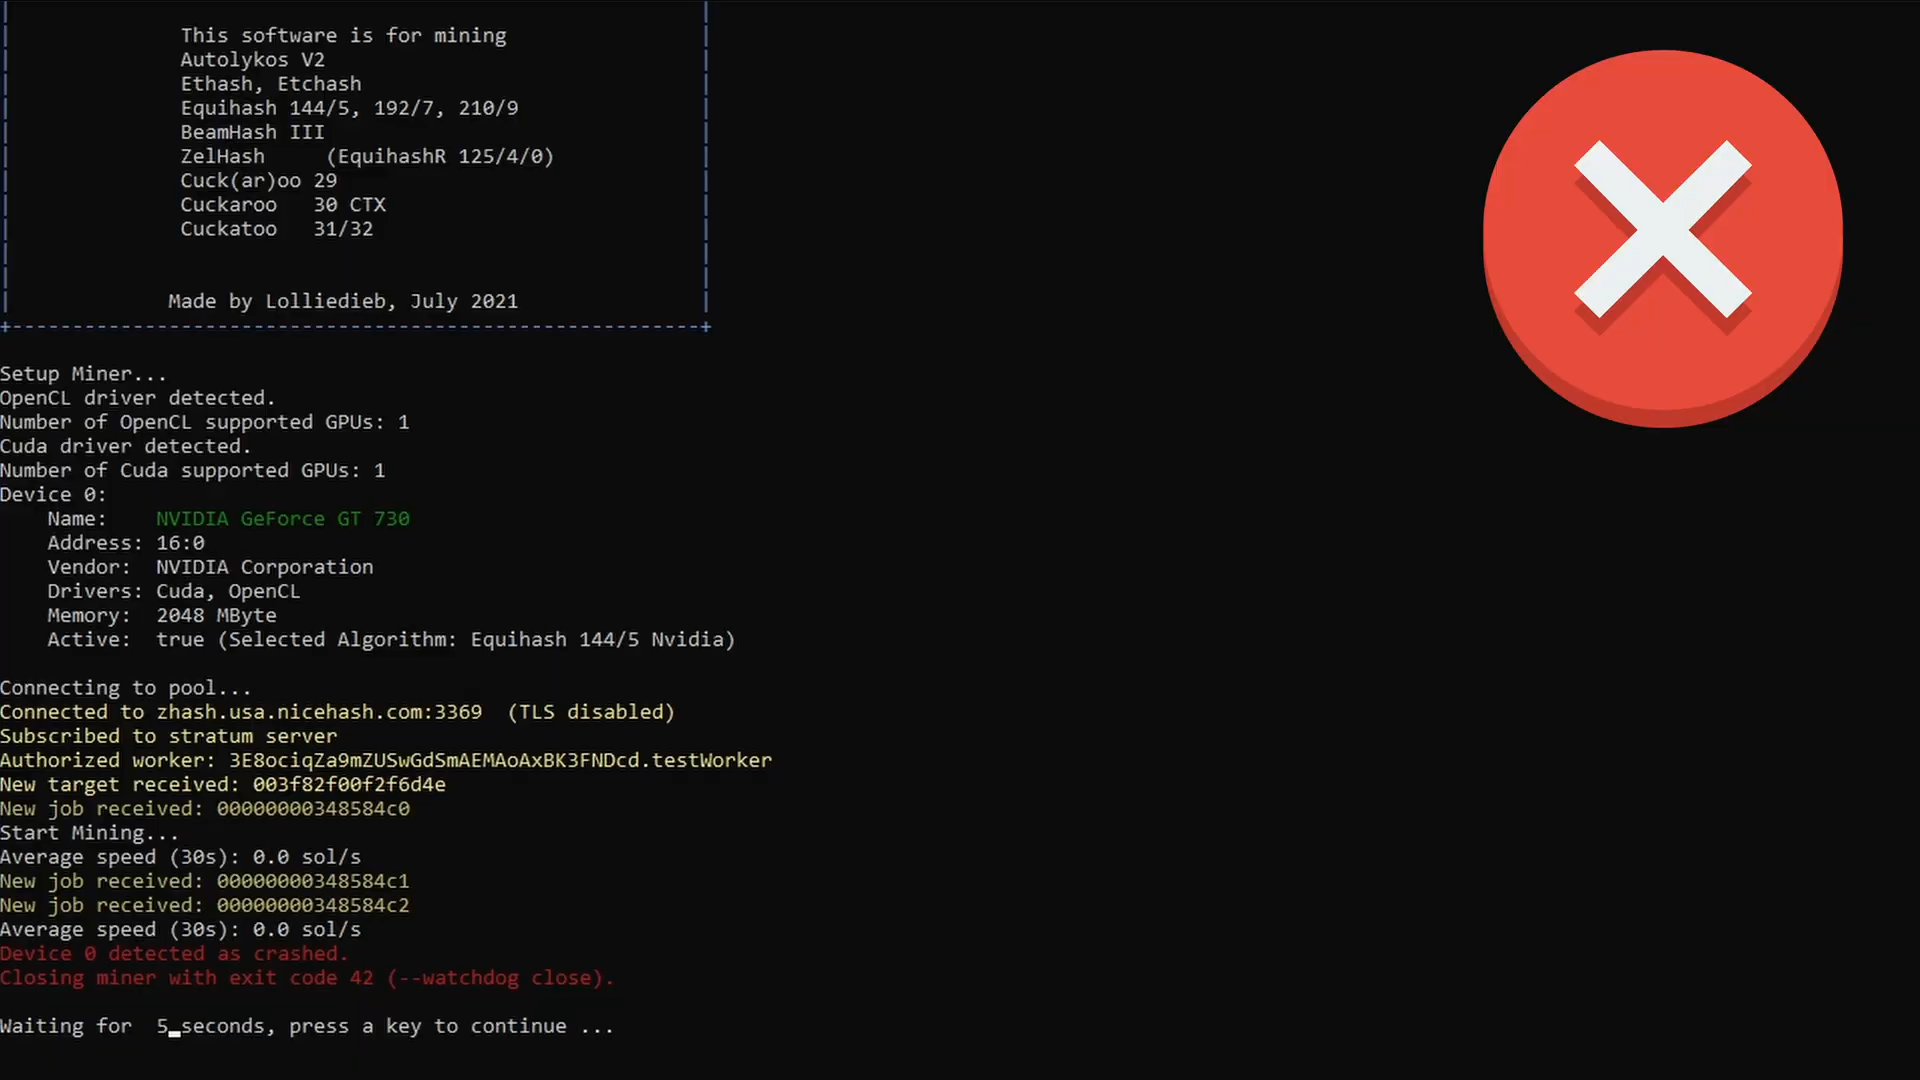 This software is for mining
Autolykos V2
Ethash, Etchash
Equihash 144/5, 192/7, 210/9
BeamHash III
ZelHash (EquihashR 125/4/0)
Cuck(ar)oo 29
Cuckaroo 30 CTX
Cuckatoo 31/32
Made by Lolliedieb, July 2021
Setup Miner...
OpenCL driver detected.
Number of OpenCL supported GPUs: 1
Cuda driver detected.
Number of Cuda supported GPUs: 1
Device 0:
Name: NVIDIA GeForce GT 730
Address: 16:0
Vendor: NVIDIA Corporation
Drivers: Cuda, OpenCL
Memory: 2048 MByte
Active: true (Selected Algorithm: Equihash 144/5 Nvidia)
Connecting to pool...
Connected to zhash.usa.nicehash.com:3369 (TLS disabled)
Subscribed to stratum server
Authorized worker: 3E8ociqZa9mZUSwGdSmAEMAoAxBK3FNDcd.testWorker
New target received: 003f82f00f2f6d4e
New job received: 00000000348584c0
Start Mining...
Average speed (30s): 0.0 sol/s
New job received: 00000000348584c1
New job received: 00000000348584c2
Average speed (30s): 0.0 sol/s
Device 0 detected as crashed.
Closing miner with exit code 42 (--watchdog close).
Waiting for 5 seconds, press a key to continue ...